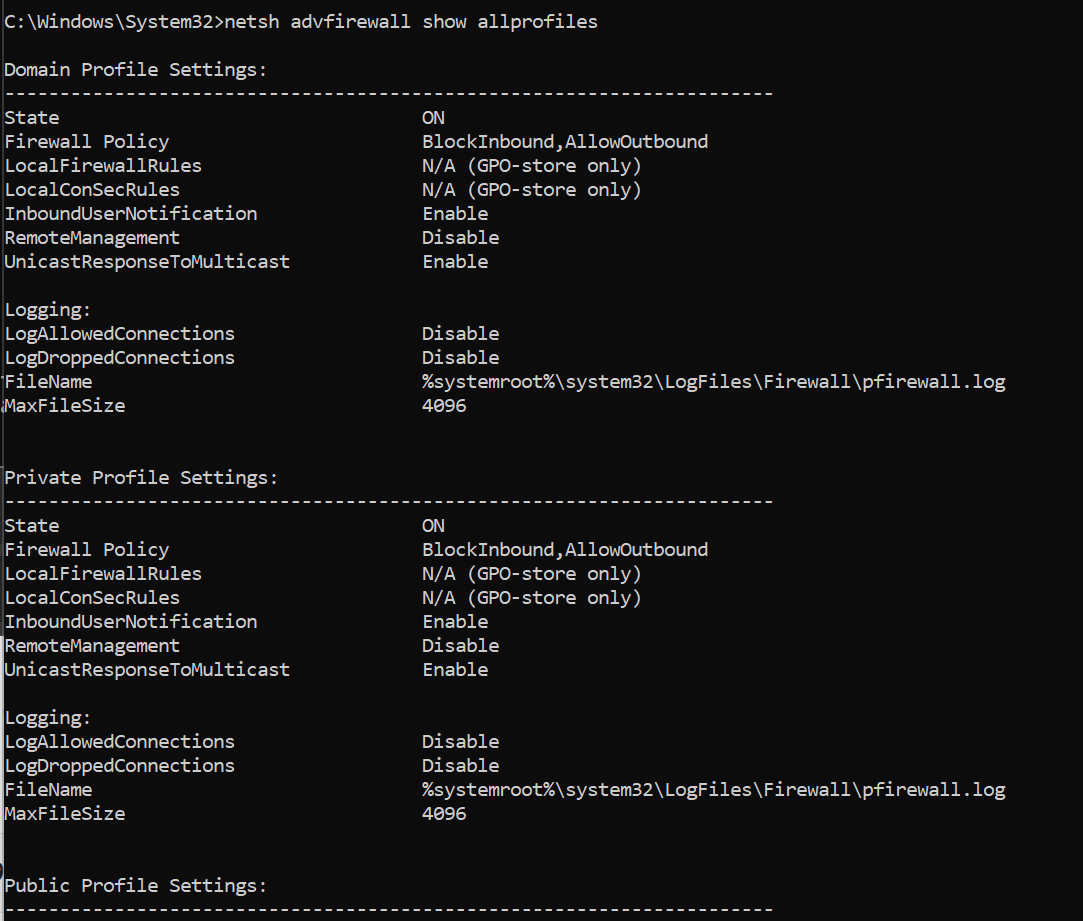 C:\Windows\System32>netsh advfirewall show allprofiles
Domain Profile Settings:
----------------------------------------------------------------------
State ON
Firewall Policy BlockInbound,AllowOutbound
LocalFirewallRules N/A (GPO-store only)
LocalConSecRules N/A (GPO-store only)
InboundUserNotification Enable
RemoteManagement Disable
UnicastResponseToMulticast Enable
Logging:
LogAllowedConnections Disable
LogDroppedConnections Disable
FileName %systemroot%\system32\LogFiles\Firewall\pfirewall.log
MaxFileSize 4096
Private Profile Settings:
----------------------------------------------------------------------
State ON
Firewall Policy BlockInbound,AllowOutbound
LocalFirewallRules N/A (GPO-store only)
LocalConSecRules N/A (GPO-store only)
InboundUserNotification Enable
RemoteManagement Disable
UnicastResponseToMulticast Enable
Logging:
LogAllowedConnections Disable
LogDroppedConnections Disable
FileName %systemroot%\system32\LogFiles\Firewall\pfirewall.log
MaxFileSize 4096
Public Profile Settings:
----------------------------------------------------------------------